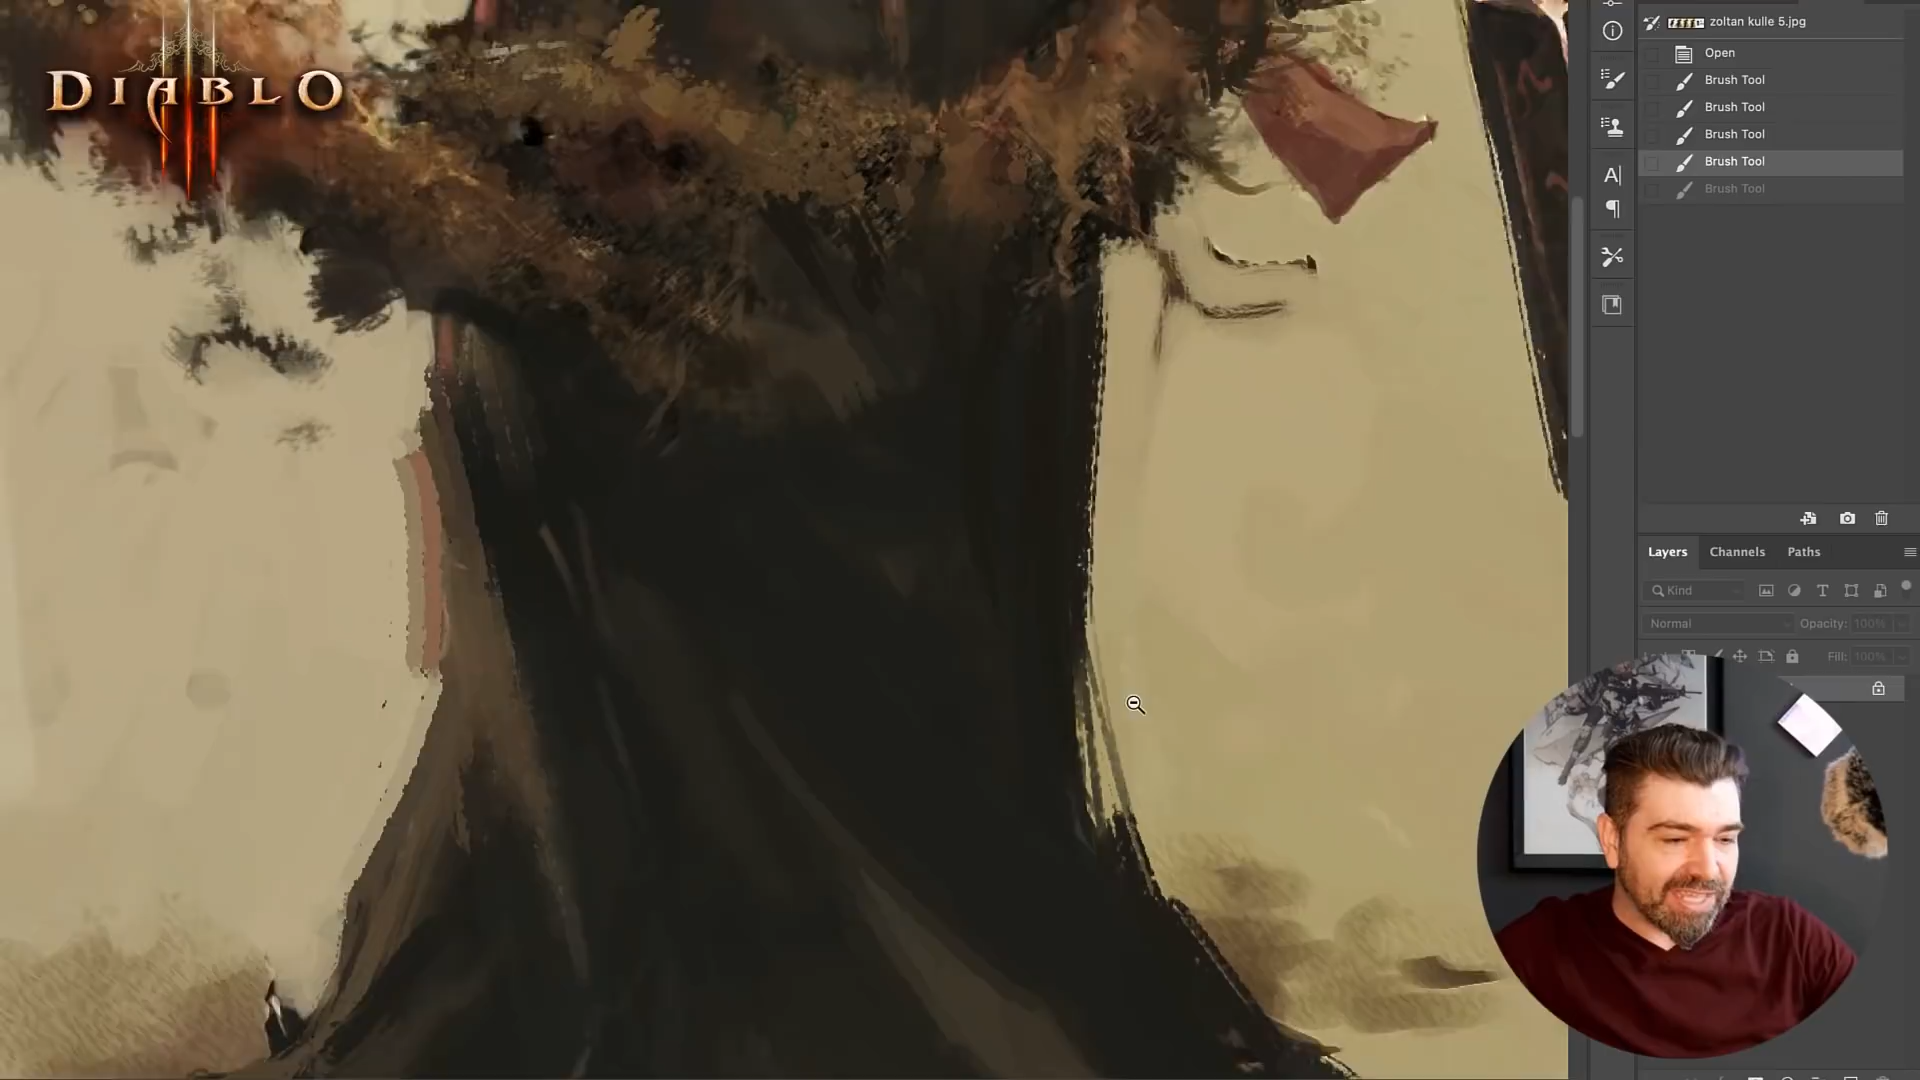 DIABLO
III
zoltan kulle 5.jpg
Open
Brush Tool
Brush Tool
Brush Tool
Brush Tool
Brush Tool
Layers Channels Paths
Kind
Normal Opacity: 100%
Fill: 100%